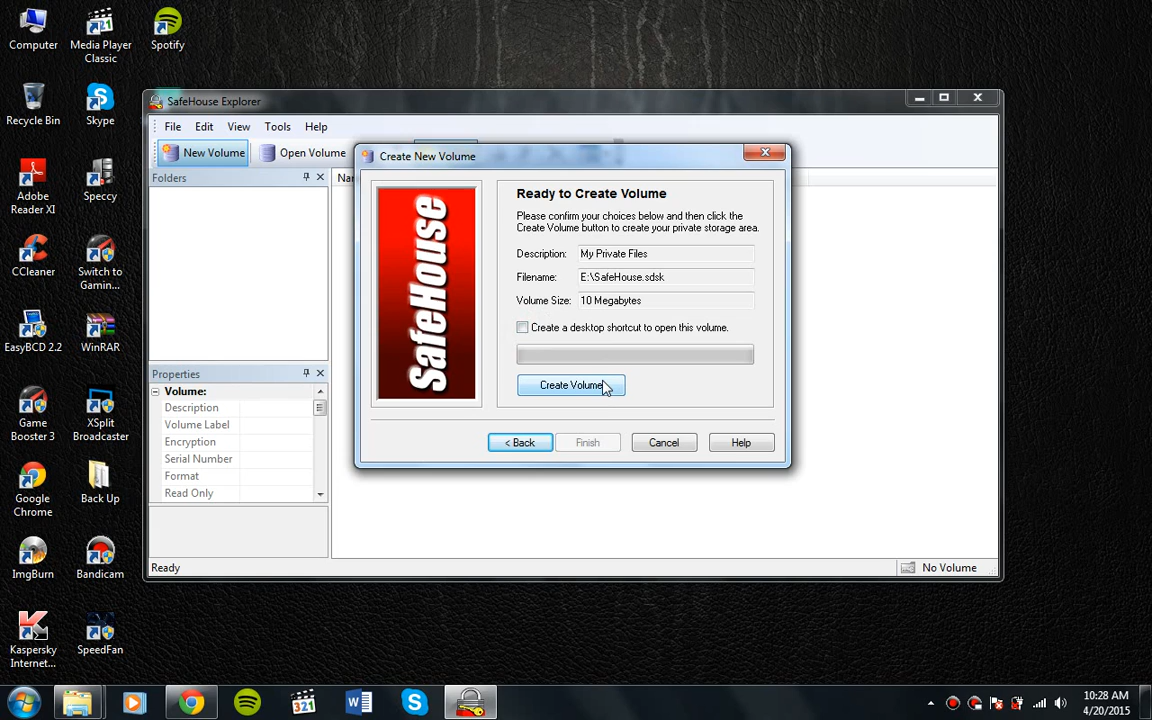 Computer
Media Player
Classic
Spotify
Recycle Bin
Skype
Adobe
Reader XI
Speccy
CCleaner
Switch to
Gamin...
EasyBCD 2.2
WinRAR
Game
Booster 3
XSplit
Broadcaster
Google
Chrome
Back Up
ImgBurn
Bandicam
Kaspersky
Internet...
SpeedFan
SafeHouse Explorer
File Edit View Tools Help
New Volume Open Volume
Folders
Properties
Volume:
Description
Volume Label
Encryption
Serial Number
Format
Read Only
Ready
No Volume
Create New Volume
SafeHouse
Ready to Create Volume
Please confirm your choices below and then click the
Create Volume button to create your private storage area.
Description: My Private Files
Filename: E:\SafeHouse.sdsk
Volume Size: 10 Megabytes
Create a desktop shortcut to open this volume.
Create Volume
< Back Finish Cancel Help
321
10:28 AM
4/20/2015